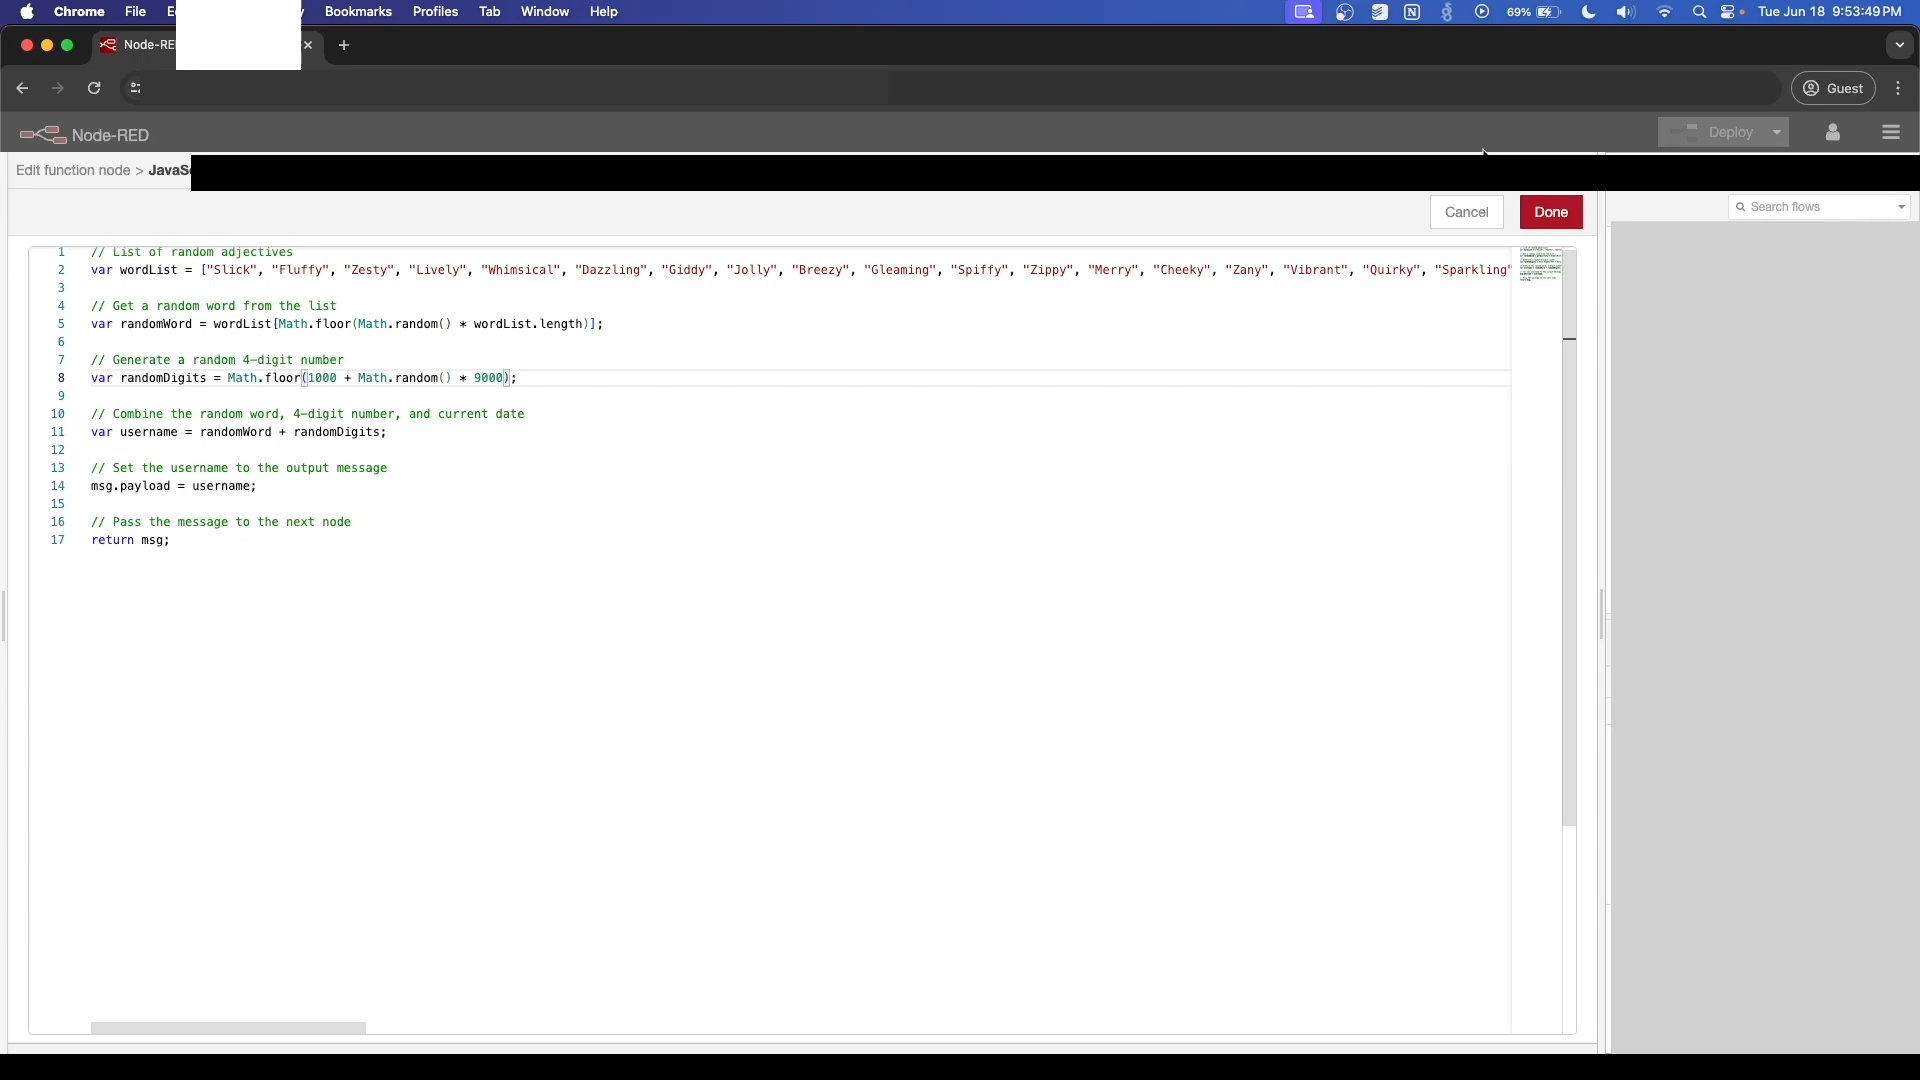 Chrome File Bookmarks Profiles Tab Window Help 69% Tue Jun 18 9:53:49 PM
Guest
Node-RED Deploy
Edit function node >
Cancel Done Search flows
1 // List of random adjectives
2 var wordList = ["Slick", "Fluffy", "Zesty", "Lively", "Whimsical", "Dazzling", "Giddy", "Jolly", "Breezy", "Gleaming", "Spiffy", "Zippy", "Merry", "Cheeky", "Zany", "Vibrant", "Quirky", "Sparkling"
3
4 // Get a random word from the list
5 var randomWord = wordList[Math.floor(Math.random() * wordList.length)];
6
7 // Generate a random 4-digit number
8 var randomDigits = Math.floor(1000 + Math.random() * 9000);
9
10 // Combine the random word, 4-digit number, and current date
11 var username = randomWord + randomDigits;
12
13 // Set the username to the output message
14 msg.payload = username;
15
16 // Pass the message to the next node
17 return msg;